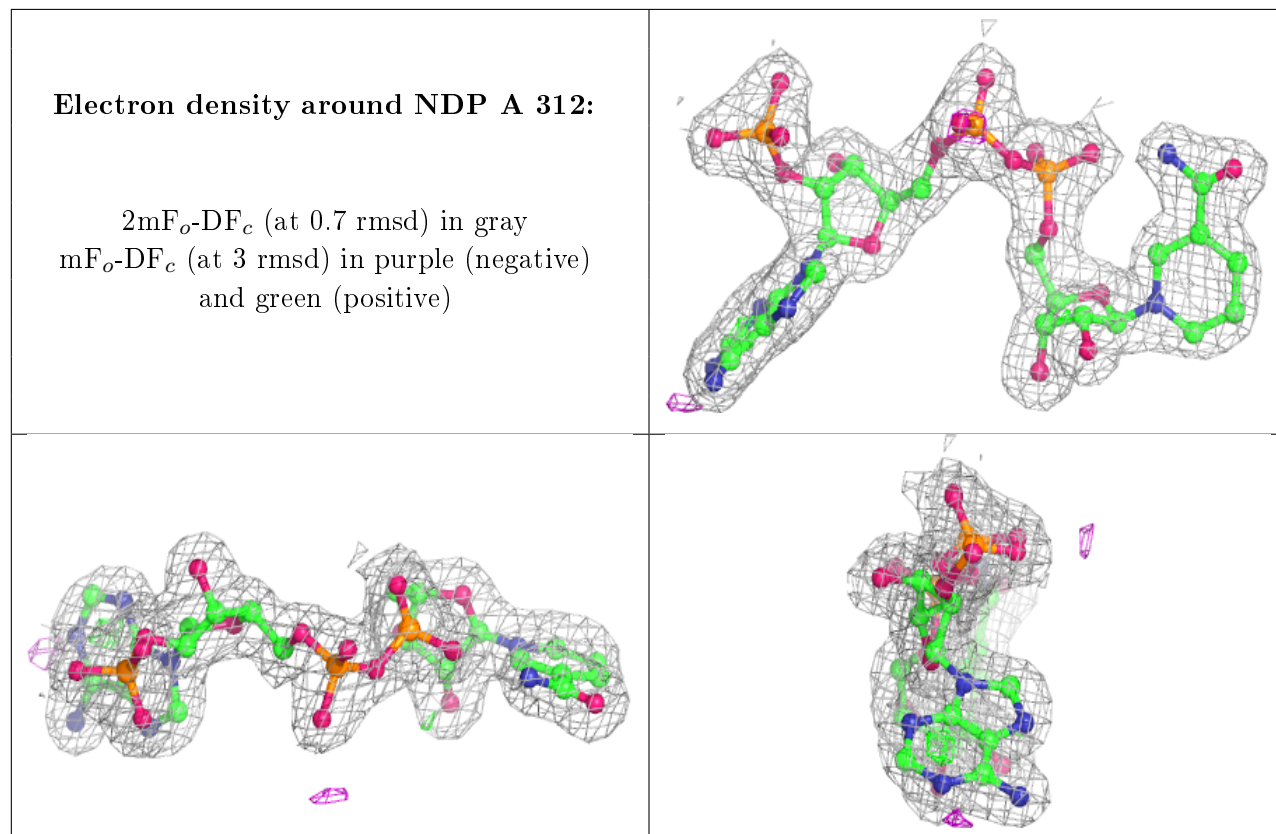 Electron density around NDP A 312:
2mFₒ-DF𝒸 (at 0.7 rmsd) in gray
mFₒ-DF𝒸 (at 3 rmsd) in purple (negative)
and green (positive)